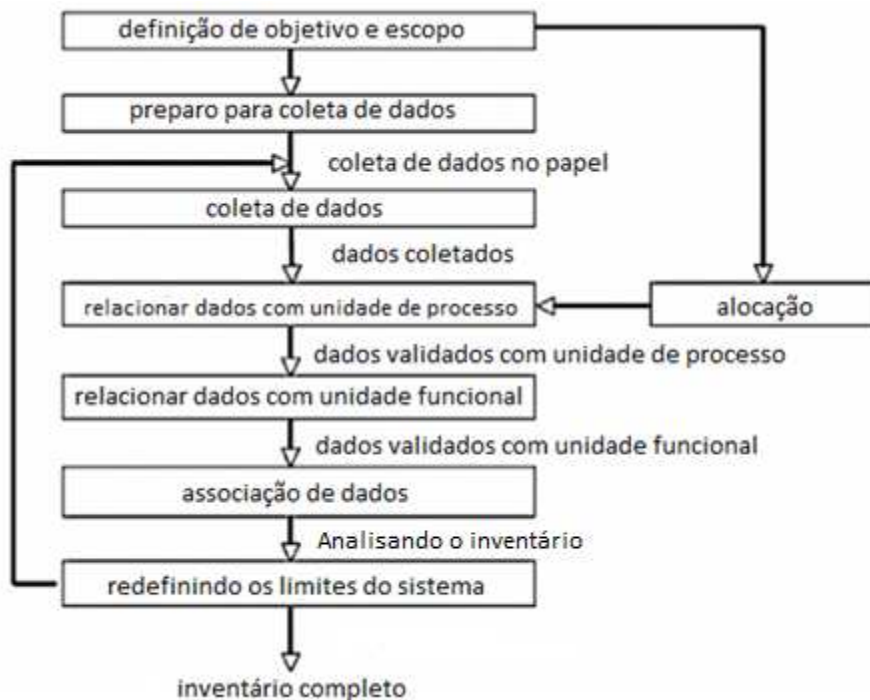 definição de objetivo e escopo
preparo para coleta de dados
coleta de dados no papel
coleta de dados
dados coletados
relacionar dados com unidade de processo
alocação
dados validados com unidade de processo
relacionar dados com unidade funcional
dados validados com unidade funcional
associação de dados
Analisando o inventário
redefinindo os limites do sistema
inventário completo